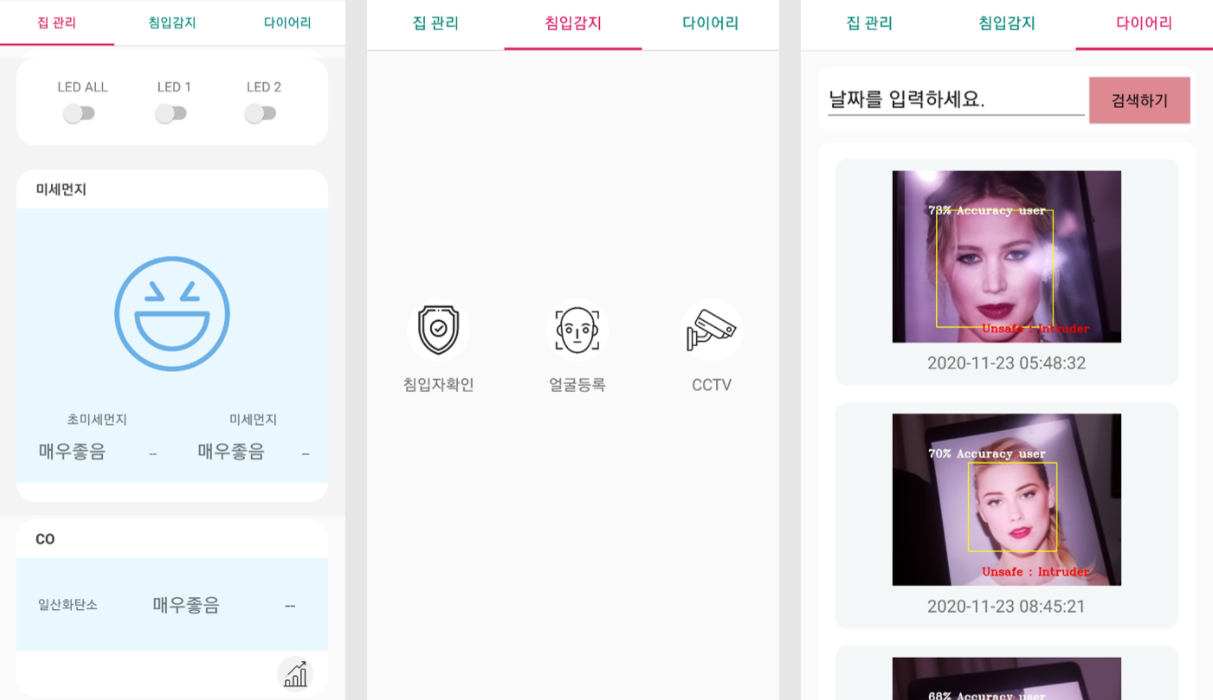 집 관리
침입감지
다이어리
LED ALL
LED 1
LED 2
미세먼지
초미세먼지
미세먼지
매우좋음
--
매우좋음
--
CO
일산화탄소
매우좋음
--
집 관리
침입감지
다이어리
침입자확인
얼굴등록
CCTV
집 관리
침입감지
다이어리
날짜를 입력하세요.
검색하기
73% Accuracy user
Unsafe : Intruder
2020-11-23 05:48:32
70% Accuracy user
Unsafe : Intruder
2020-11-23 08:45:21
68% Accuracy user